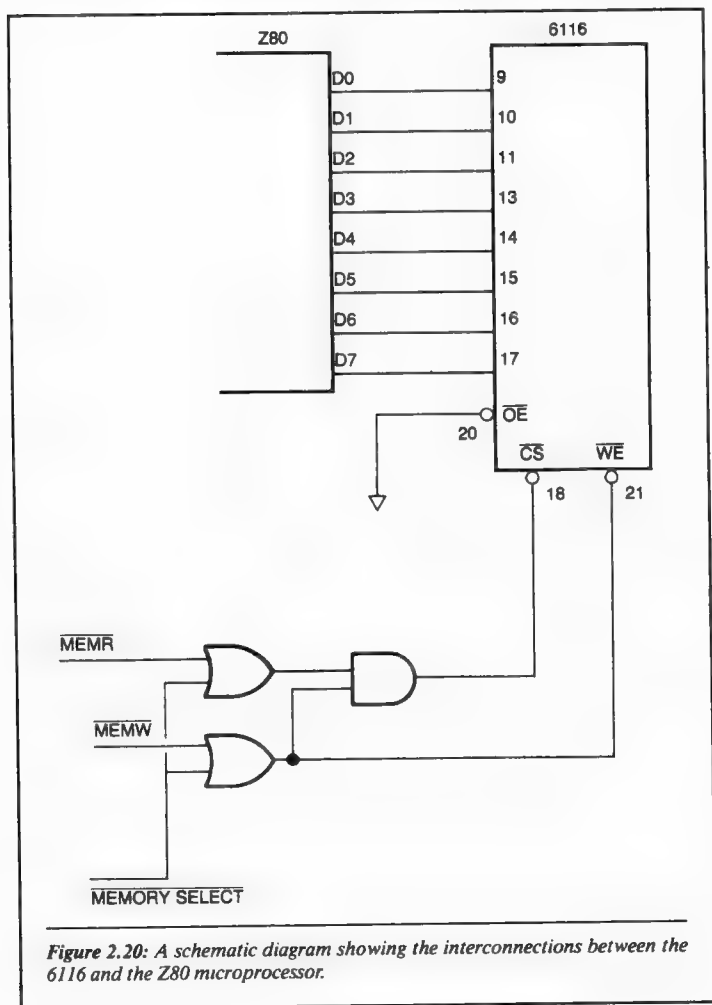 Z80
6116
D0
9
D1
10
D2
11
D3
13
D4
14
D5
15
D6
16
D7
17
OE
20
CS
WE
18
21
MEMR
MEMW
MEMORY SELECT
Figure 2.20: A schematic diagram showing the interconnections between the
6116 and the Z80 microprocessor.